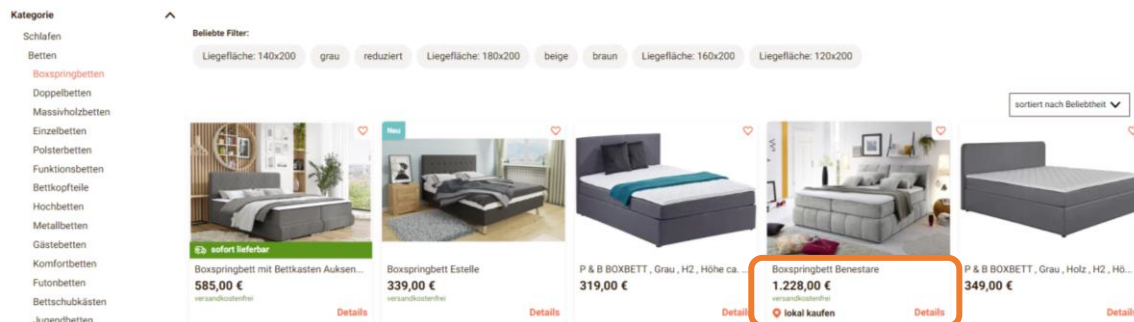 Kategorie
Schlafen
Betten
Boxspringbetten
Doppelbetten
Massivholzbetten
Einzelbetten
Polsterbetten
Funktionsbetten
Bettkopfteile
Hochbetten
Metallbetten
Gästebetten
Komfortbetten
Futonbetten
Bettschubkästen
Jugendbetten
Beliebte Filter:
Liegefläche: 140x200 grau reduziert Liegefläche: 180x200 beige braun Liegefläche: 160x200 Liegefläche: 120x200
sortiert nach Beliebtheit
sofort lieferbar
Boxspringbett mit Bettkasten Auksen...
585,00 €
versandkostenfrei
Details
Neu
Boxspringbett Estelle
339,00 €
versandkostenfrei
Details
P & B BOXBETT , Grau , H2 , Höhe ca. ...
319,00 €
Details
Boxspringbett Benestare
1.228,00 €
versandkostenfrei
lokal kaufen
Details
P & B BOXBETT , Grau , Holz , H2 , Hö...
349,00 €
Details